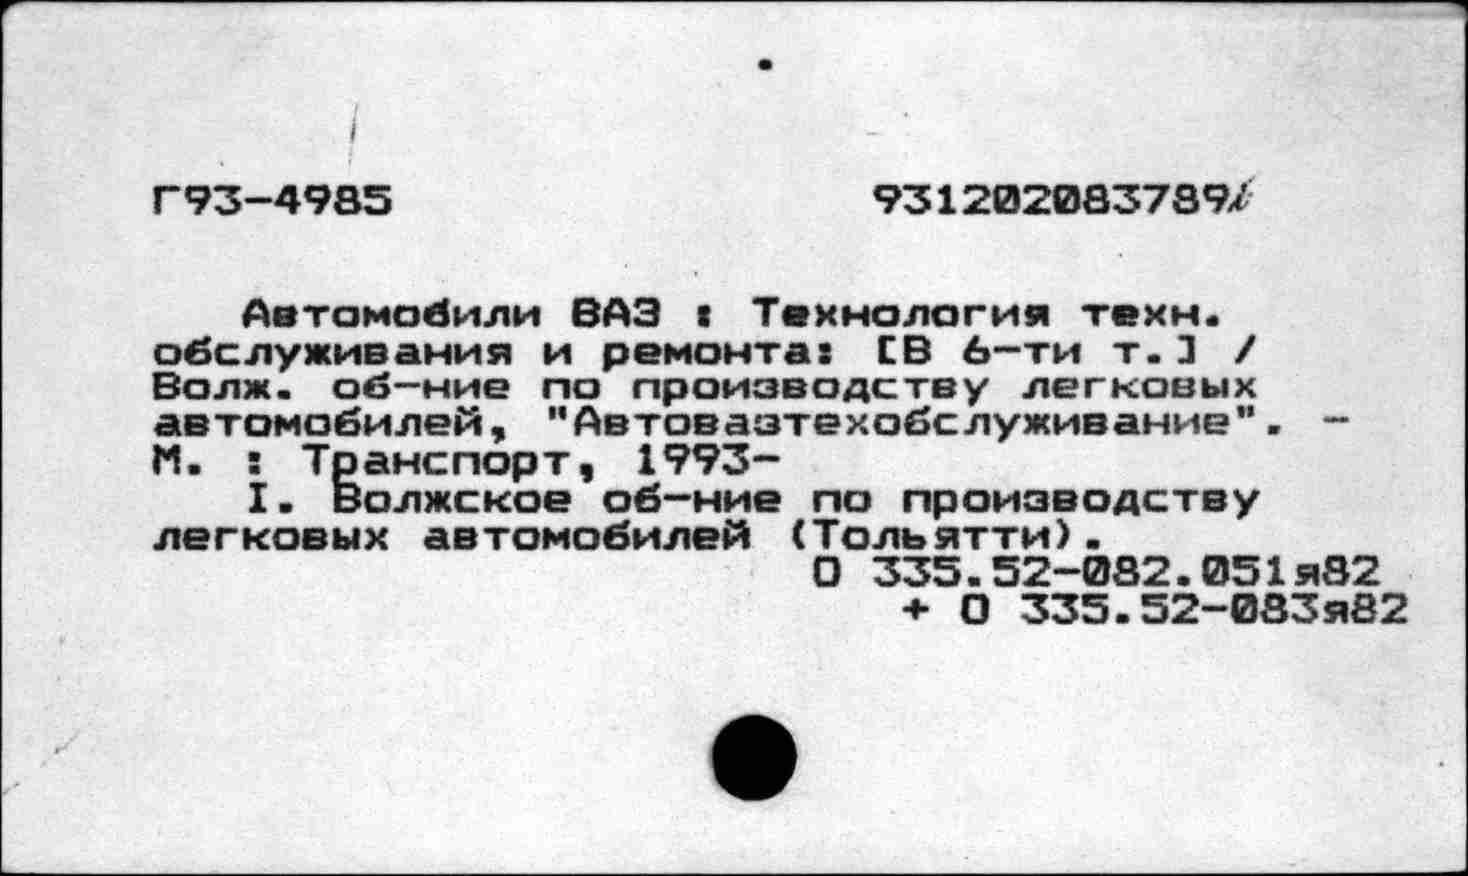 Г93-4985 931202083789i
Автомобили ВАЗ : Технология техн.
обслуживания и ремонта: [В 6-ти т.] /
Волж. об-ние по производству легковых
автомобилей, "Автовазтехобслуживание". -
М. : Транспорт, 1993-
I. Волжское об-ние по производству
легковых автомобилей (Тольятти).
О 335.52-082.051я82
+ О 335.52-083я82